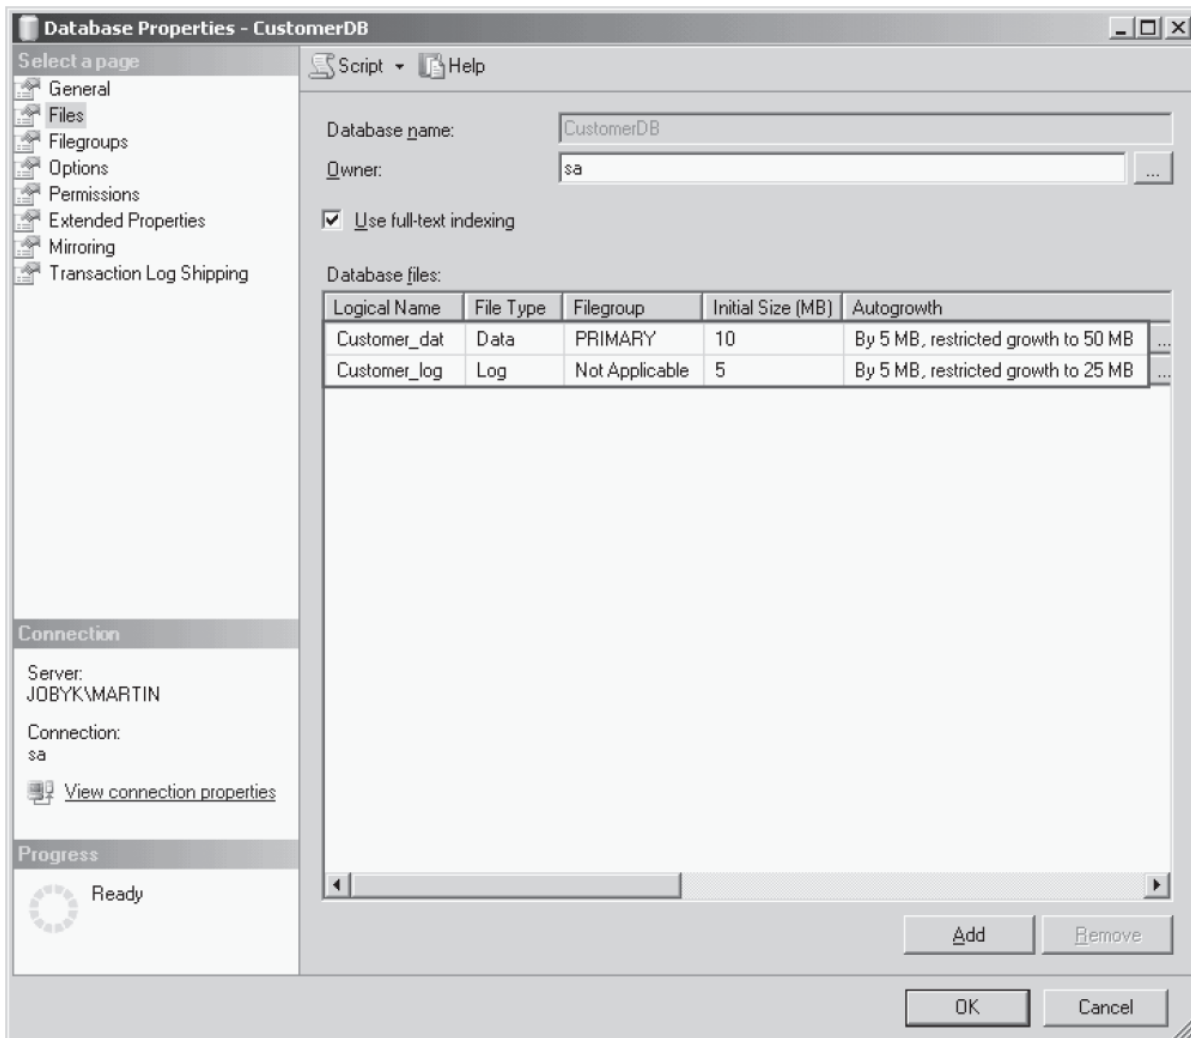 Database Properties - CustomerDB
Select a page
General
Files
Filegroups
Options
Permissions
Extended Properties
Mirroring
Transaction Log Shipping
Script
Help
Database name:
CustomerDB
Owner:
sa
...
Use full-text indexing
Database files:
Logical Name File Type Filegroup Initial Size (MB) Autogrowth
Customer_dat Data PRIMARY 10 By 5 MB, restricted growth to 50 MB ...
Customer_log Log Not Applicable 5 By 5 MB, restricted growth to 25 MB ...
Connection
Server:
JOBYK\MARTIN
Connection:
sa
View connection properties
Progress
Ready
Add
Remove
OK
Cancel